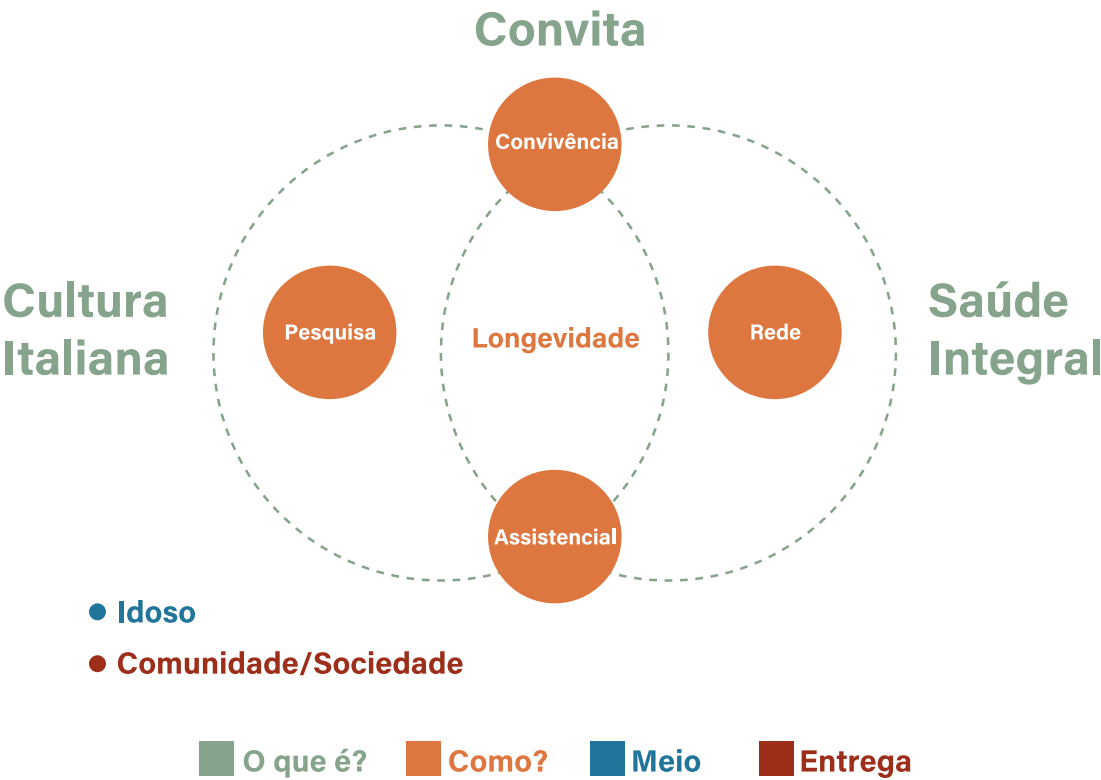 Convita
Convivência
Cultura
Italiana
Pesquisa
Longevidade
Rede
Saúde
Integral
Assistencial
Idoso
Comunidade/Sociedade
O que é?
Como?
Meio
Entrega